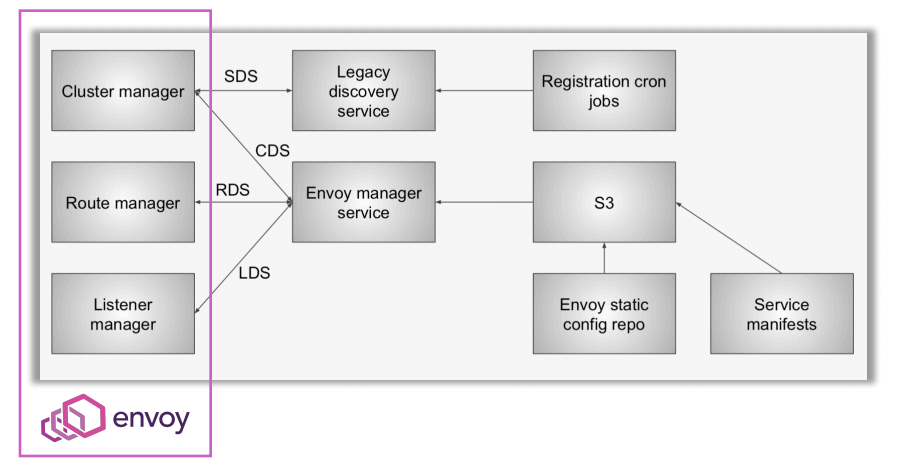 Cluster manager
SDS
Legacy
discovery
service
Registration cron
jobs
CDS
Route manager
RDS
Envoy manager
service
S3
LDS
Listener
manager
Envoy static
config repo
Service
manifests
envoy